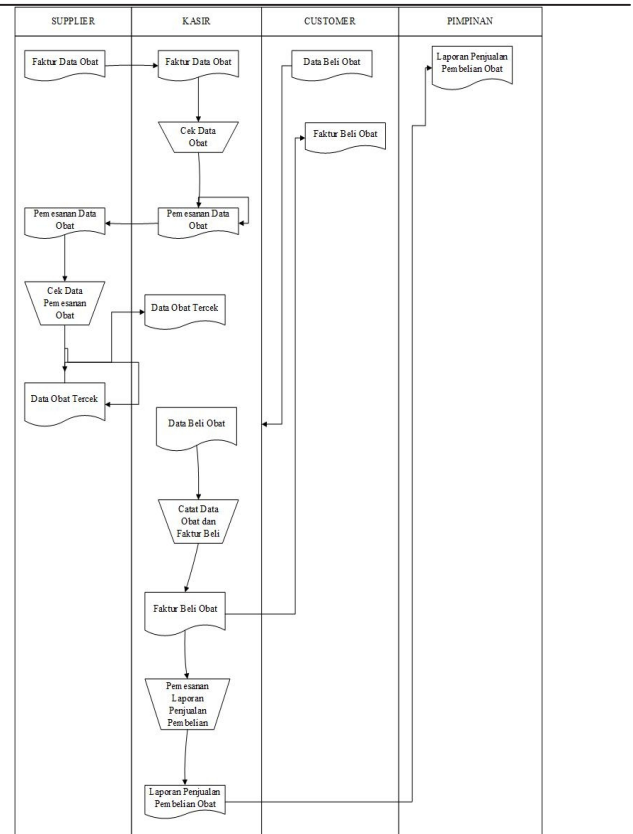 SUPPLIER
KASIR
CUSTOMER
PIMPINAN
Faktur Data Obat
Faktur Data Obat
Data Beli Obat
Laporan Penjualan
Pembelian Obat
Cek Data
Obat
Faktur Beli Obat
Pemesanan Data
Obat
Pemesanan Data
Obat
Cek Data
Pemesanan
Obat
Data Obat Tercek
Data Obat Tercek
Data Beli Obat
Catat Data
Obat dan
Faktur Beli
Faktur Beli Obat
Pemesanan
Laporan
Penjualan
Pembelian
Laporan Penjualan
Pembelian Obat